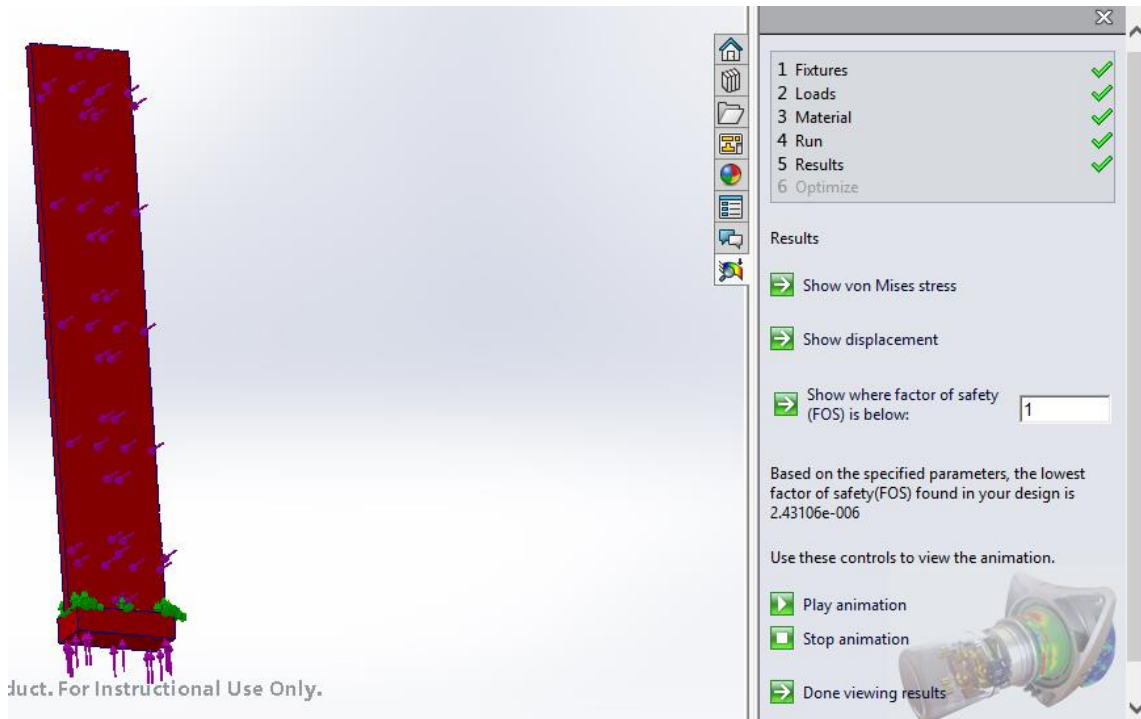 duct. For Instructional Use Only.
1 Fixtures
2 Loads
3 Material
4 Run
5 Results
6 Optimize
Results
Show von Mises stress
Show displacement
Show where factor of safety
(FOS) is below:
1
Based on the specified parameters, the lowest
factor of safety(FOS) found in your design is
2.43106e-006
Use these controls to view the animation.
Play animation
Stop animation
Done viewing results